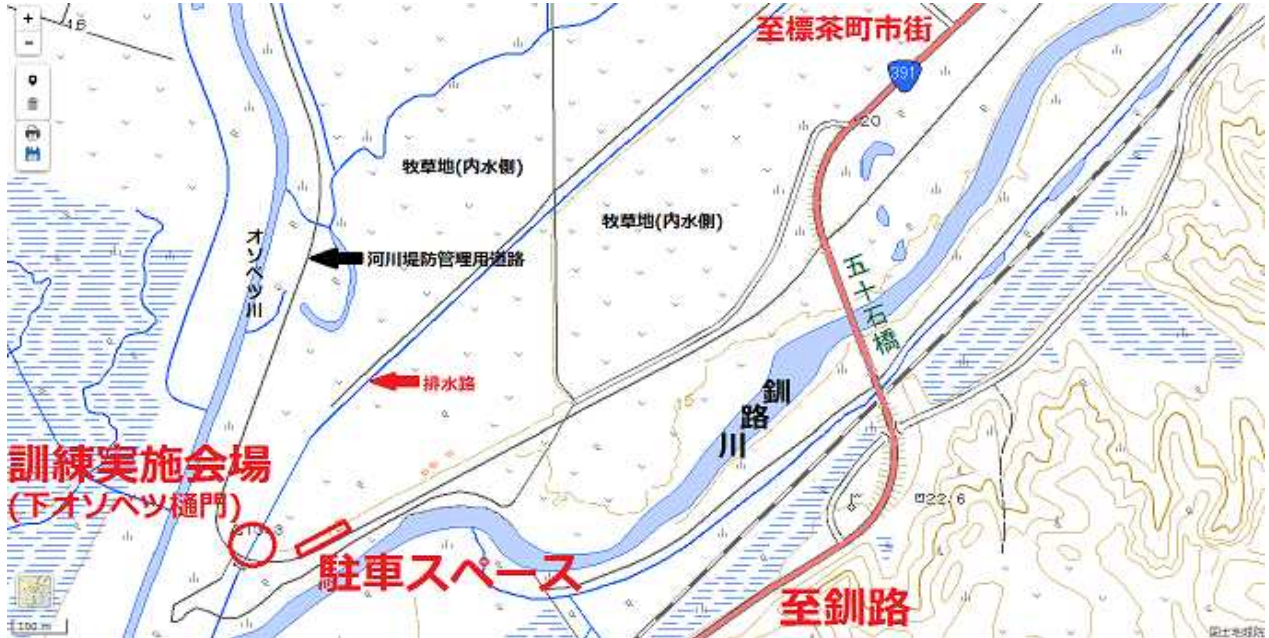 +
-
至標茶町市街
391
20
牧草地(内水側)
牧草地(内水側)
オソベツ川
河川堤防管理用道路
五十石橋
排水路
釧路川
15
訓練実施会場
(下オソベツ樋門)
22.6
駐車スペース
至釧路
100 m
国土地理院